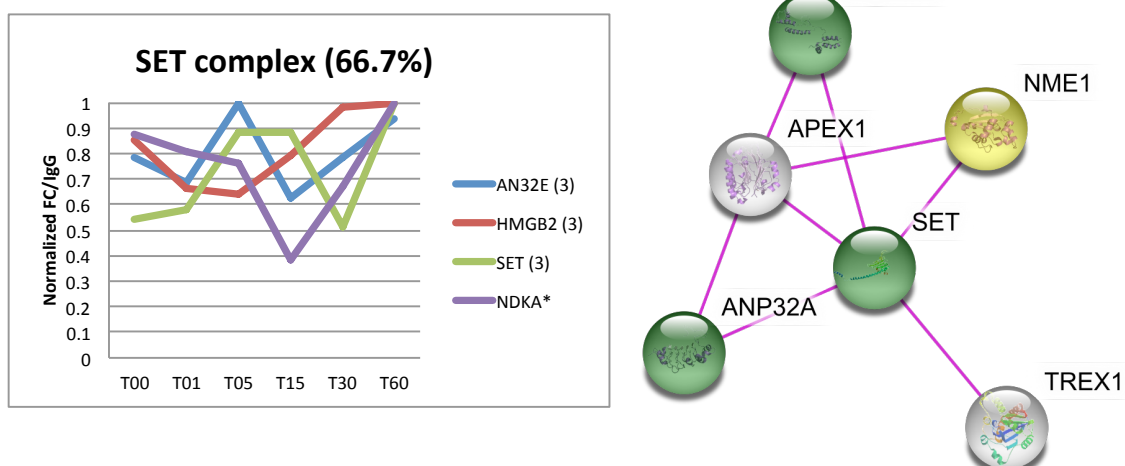 SET complex (66.7%)
Normalized FC/IgG
1
0.9
0.8
0.7
0.6
0.5
0.4
0.3
0.2
0.1
0
T00 T01 T05 T15 T30 T60
AN32E (3)
HMGB2 (3)
SET (3)
NDKA*
NME1
APEX1
SET
ANP32A
TREX1